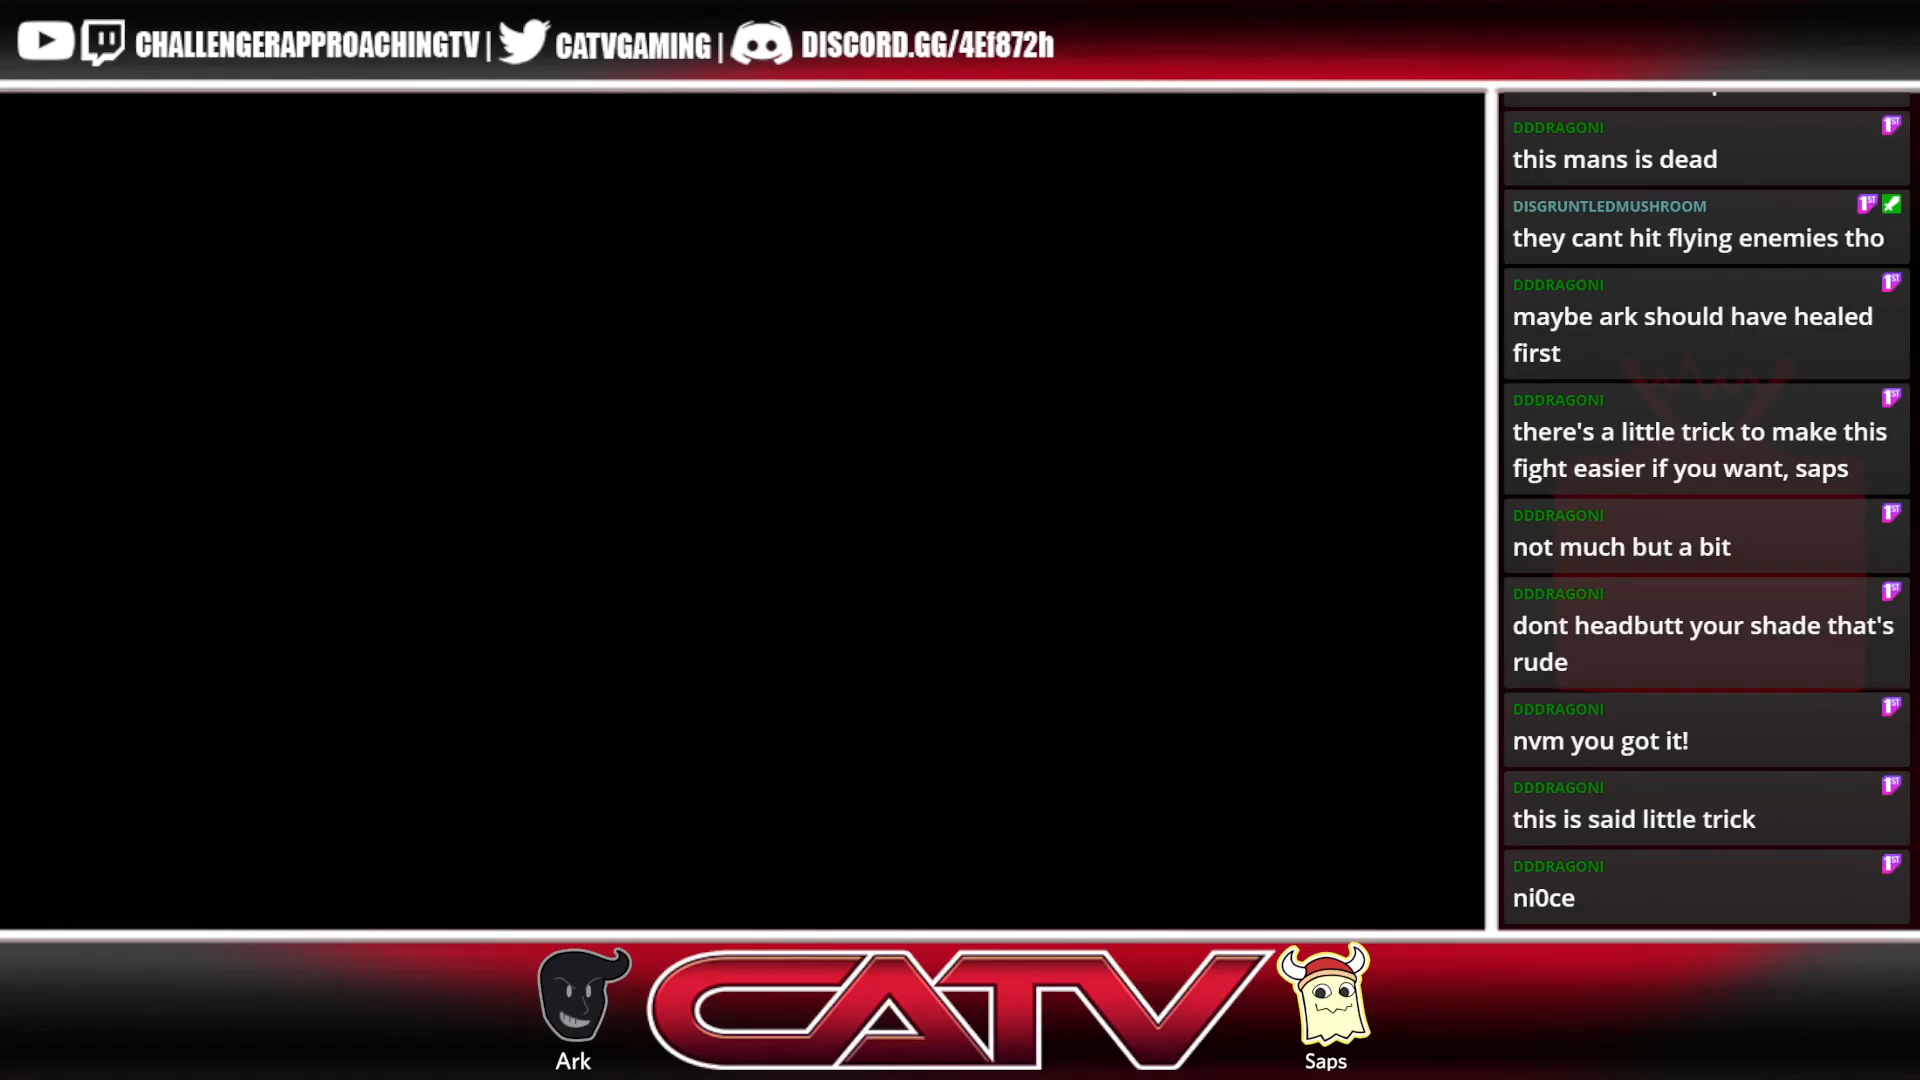 CHALLENGERAPPROACHINGTV | CATVGAMING | DISCORD.GG/4Ef872h
DDDRAGONI
this mans is dead
DISGRUNTLEDMUSHROOM
they cant hit flying enemies tho
DDDRAGONI
maybe ark should have healed
first
DDDRAGONI
there's a little trick to make this
fight easier if you want, saps
DDDRAGONI
not much but a bit
DDDRAGONI
dont headbutt your shade that's
rude
DDDRAGONI
nvm you got it!
DDDRAGONI
this is said little trick
DDDRAGONI
ni0ce
CATV
Ark
Saps